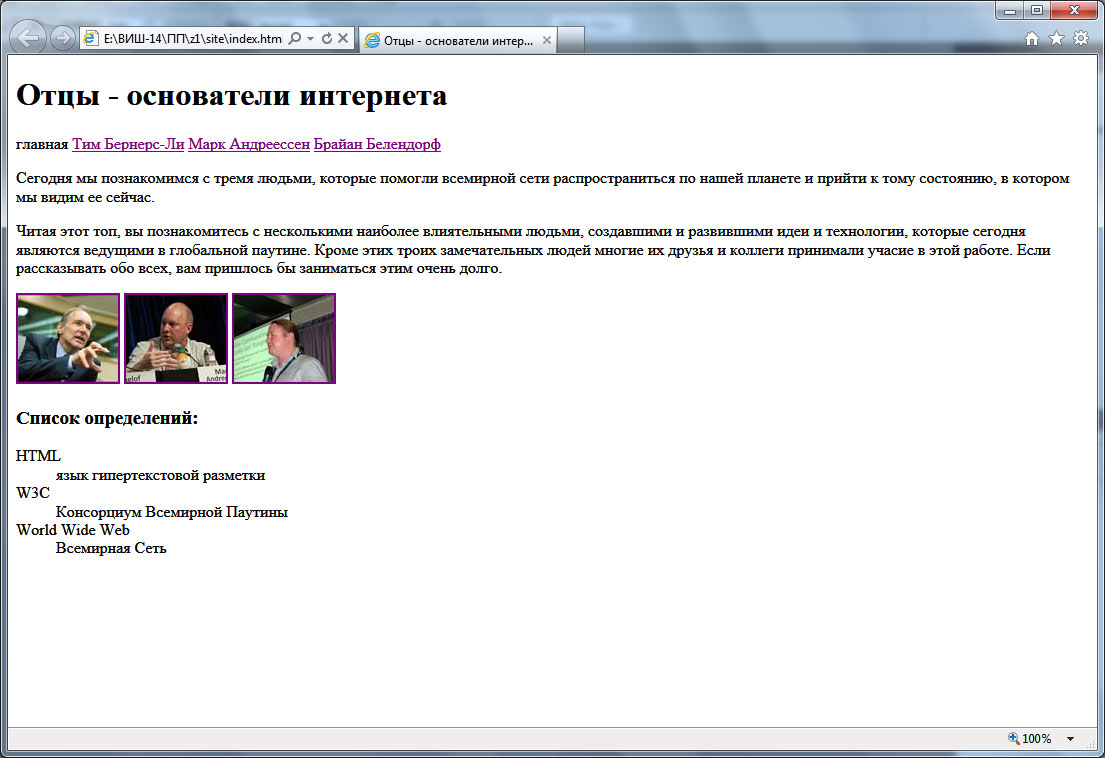 E:\ВИШ-14\ПП\z1\site\index.htm
Отцы - основатели интер...
Отцы - основатели интернета
главная Тим Бернерс-Ли Марк Андреессен Брайан Белендорф
Сегодня мы познакомимся с тремя людьми, которые помогли всемирной сети распространиться по нашей планете и прийти к тому состоянию, в котором
мы видим ее сейчас.
Читая этот топ, вы познакомитесь с несколькими наиболее влиятельными людьми, создавшими и развившими идеи и технологии, которые сегодня
являются ведущими в глобальной паутине. Кроме этих троих замечательных людей многие их друзья и коллеги принимали учасие в этой работе. Если
рассказывать обо всех, вам пришлось бы заниматься этим очень долго.
Список определений:
HTML
язык гипертекстовой разметки
W3C
Консорциум Всемирной Паутины
World Wide Web
Всемирная Сеть
100%